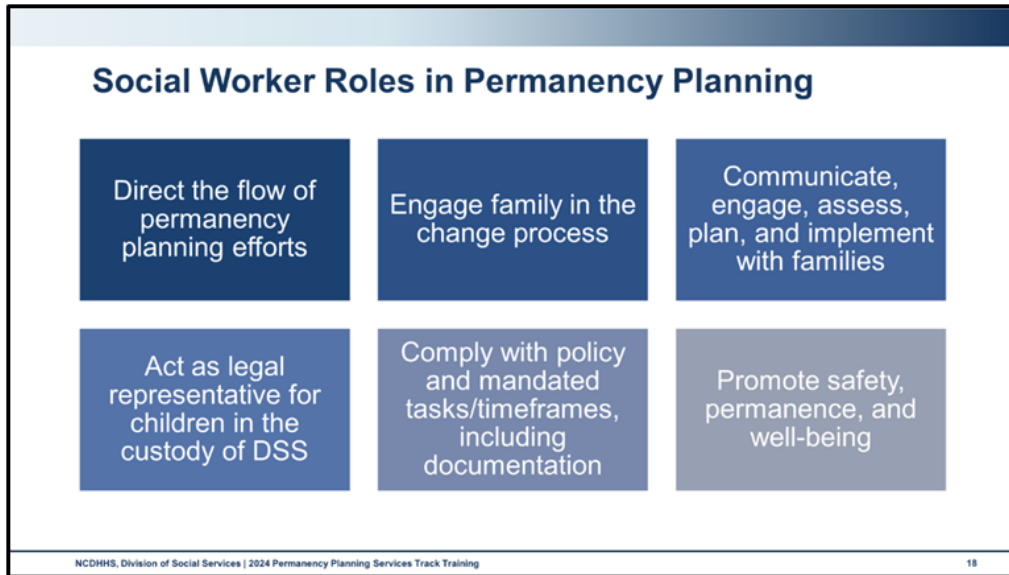 Social Worker Roles in Permanency Planning
Direct the flow of
permanency
planning efforts
Engage family in the
change process
Communicate,
engage, assess,
plan, and implement
with families
Act as legal
representative for
children in the
custody of DSS
Comply with policy
and mandated
tasks/timeframes,
including
documentation
Promote safety,
permanence, and
well-being
NCDHHS, Division of Social Services | 2024 Permanency Planning Services Track Training
18